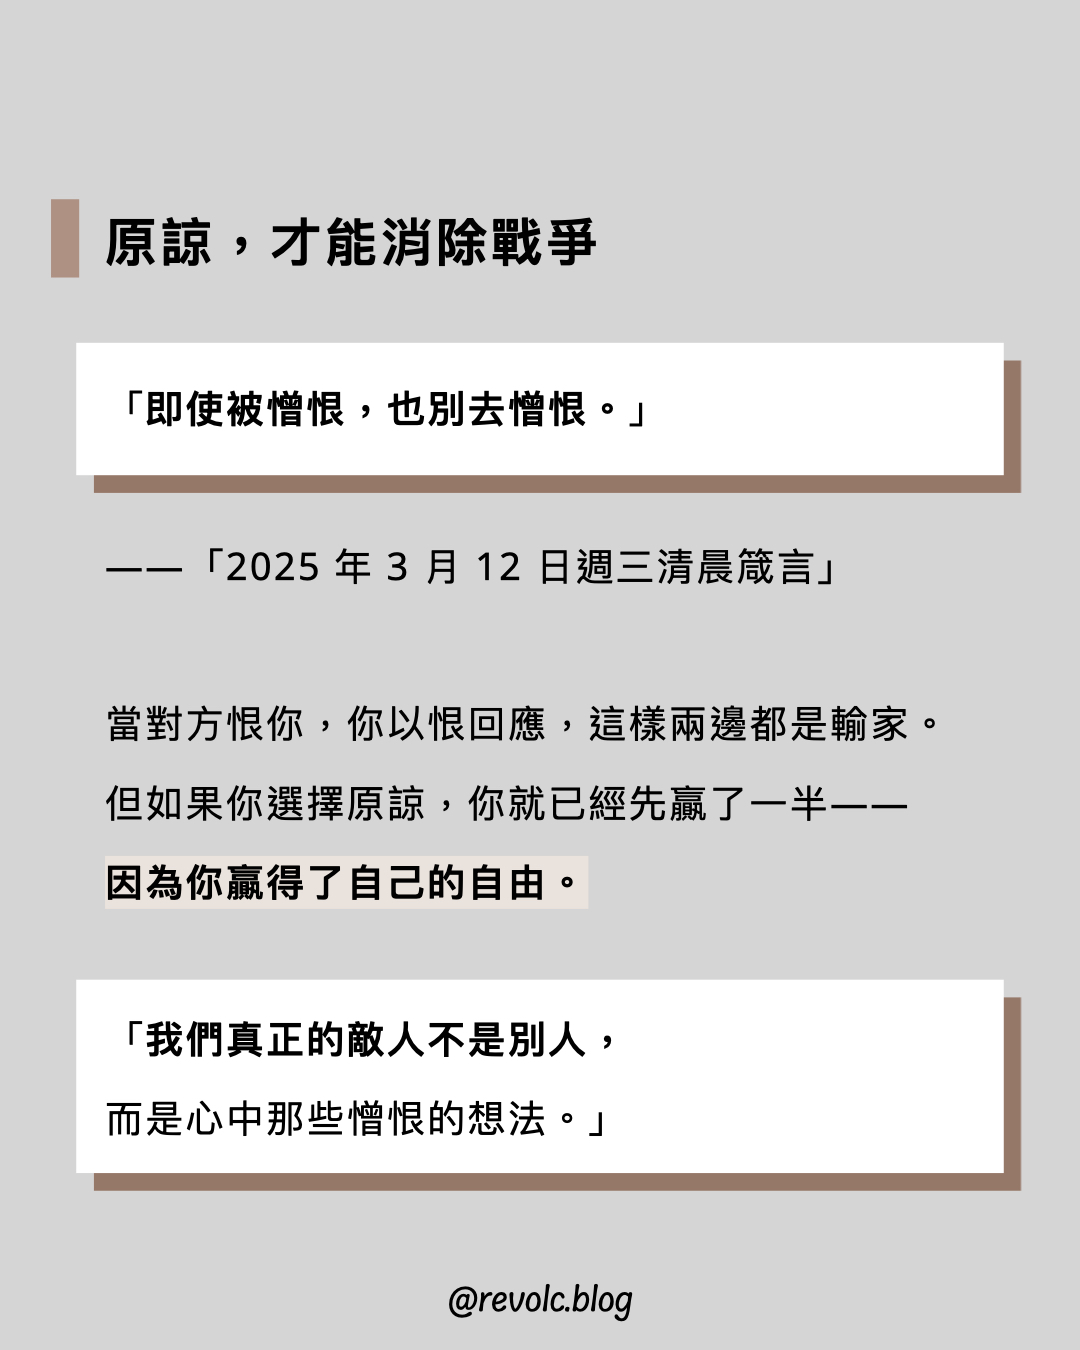 原諒，才能消除戰爭
「即使被憎恨，也別去憎恨。」
——「2025 年 3 月 12 日週三清晨箴言」
當對方恨你，你以恨回應，這樣兩邊都是輸家。
但如果你選擇原諒，你就已經先贏了一半——
因為你贏得了自己的自由。
「我們真正的敵人不是別人，
而是心中那些憎恨的想法。」
@revolc.blog